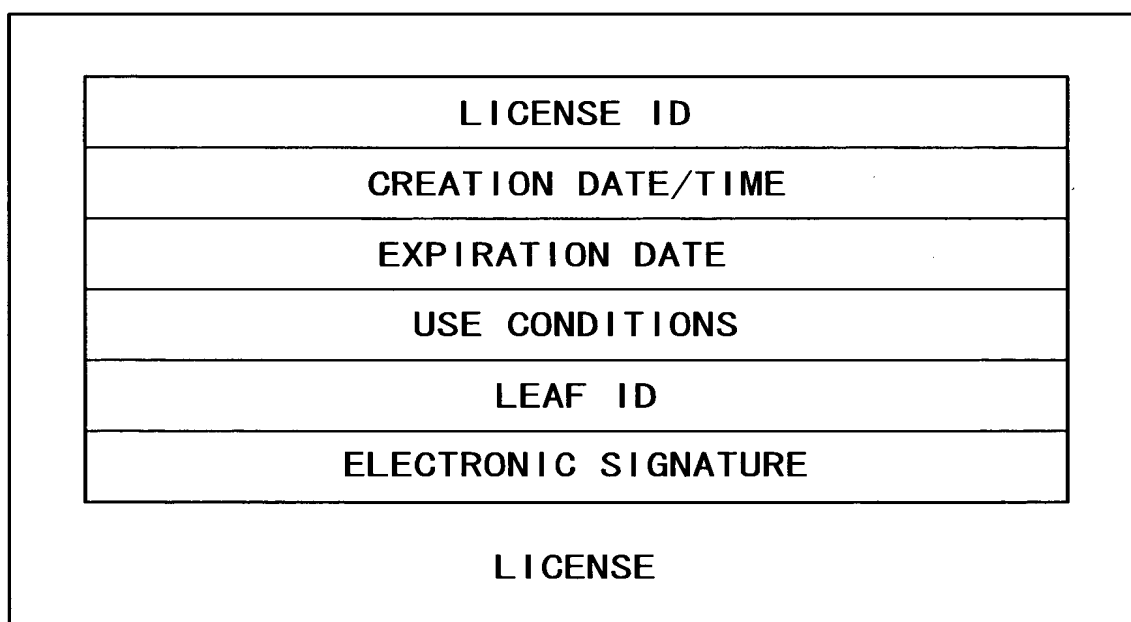 LICENSE ID
CREATION DATE/TIME
EXPIRATION DATE
USE CONDITIONS
LEAF ID
ELECTRONIC SIGNATURE
LICENSE